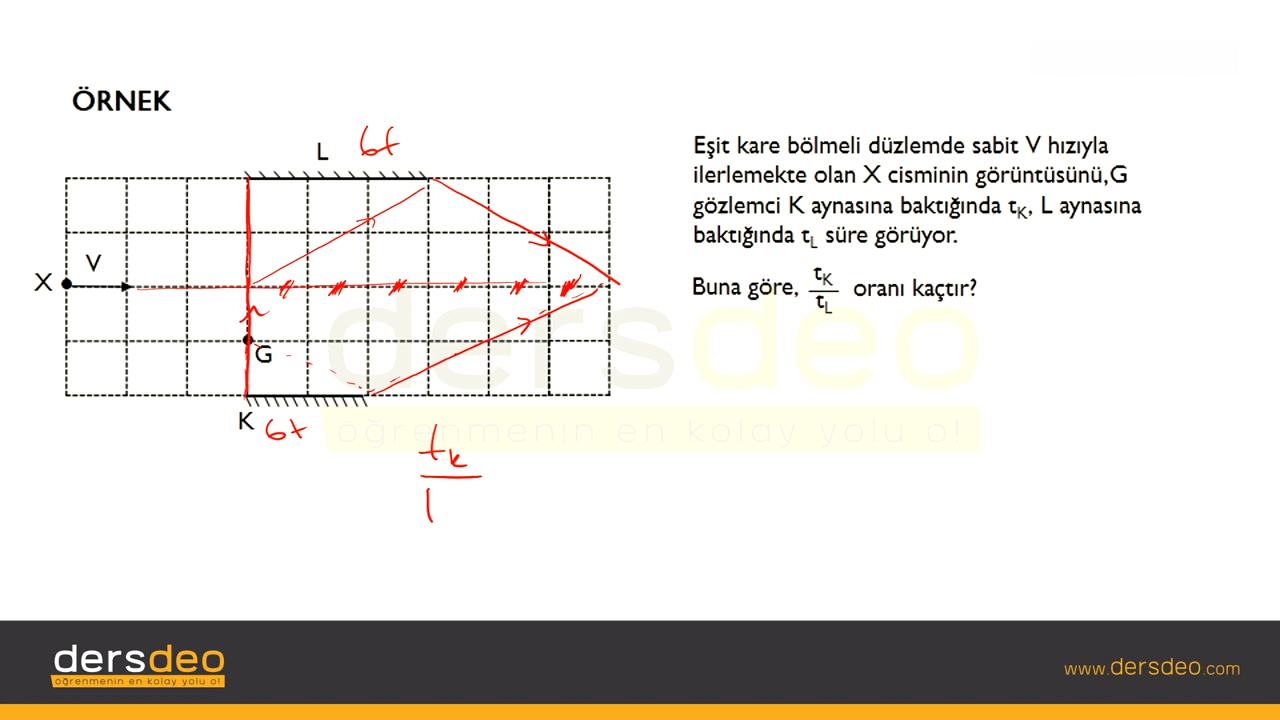 ÖRNEK
L 6t
X V
G
K 6t
t_K
Eşit kare bölmeli düzlemde sabit V hızıyla
ilerlemekte olan X cisminin görüntüsünü,G
gözlemci K aynasına baktığında t_K, L aynasına
baktığında t_L süre görüyor.
Buna göre, t_K/t_L oranı kaçtır?
dersdeo
öğrenmenin en kolay yolu o!
dersdeo
öğrenmenin en kolay yolu o!
www.dersdeo.com